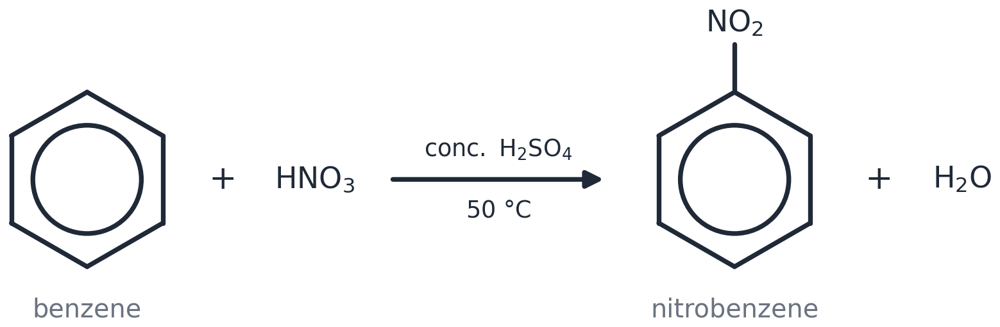 NO₂
conc. H₂SO₄
+ HNO₃ + H₂O
50 °C
benzene nitrobenzene